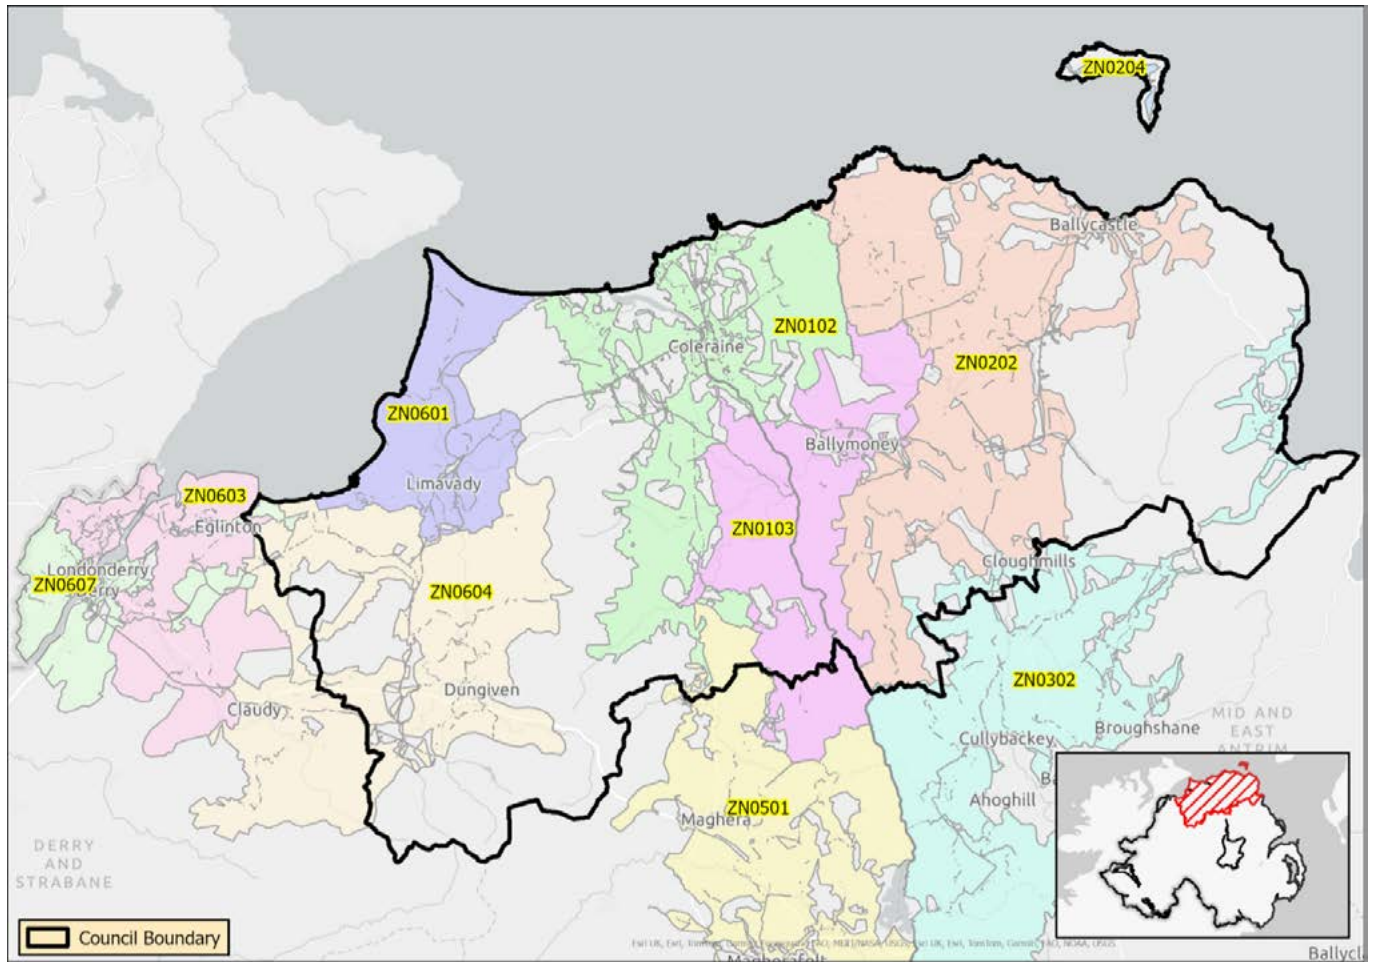 ZN0204
Ballycastle
ZN0102
Coleraine
ZN0202
ZN0601
Ballymoney
Limavady
ZN0603
Eglinton
ZN0103
Cloughmills
Londonderry
ZN0607
ZN0604
ZN0302
Dungiven
Claudy
Broughshane
MID AND
EAST
ANTRIM
Cullybackey
Ahoghill
ZN0501
Maghera
DERRY
AND
STRABANE
Council Boundary
Magherafelt